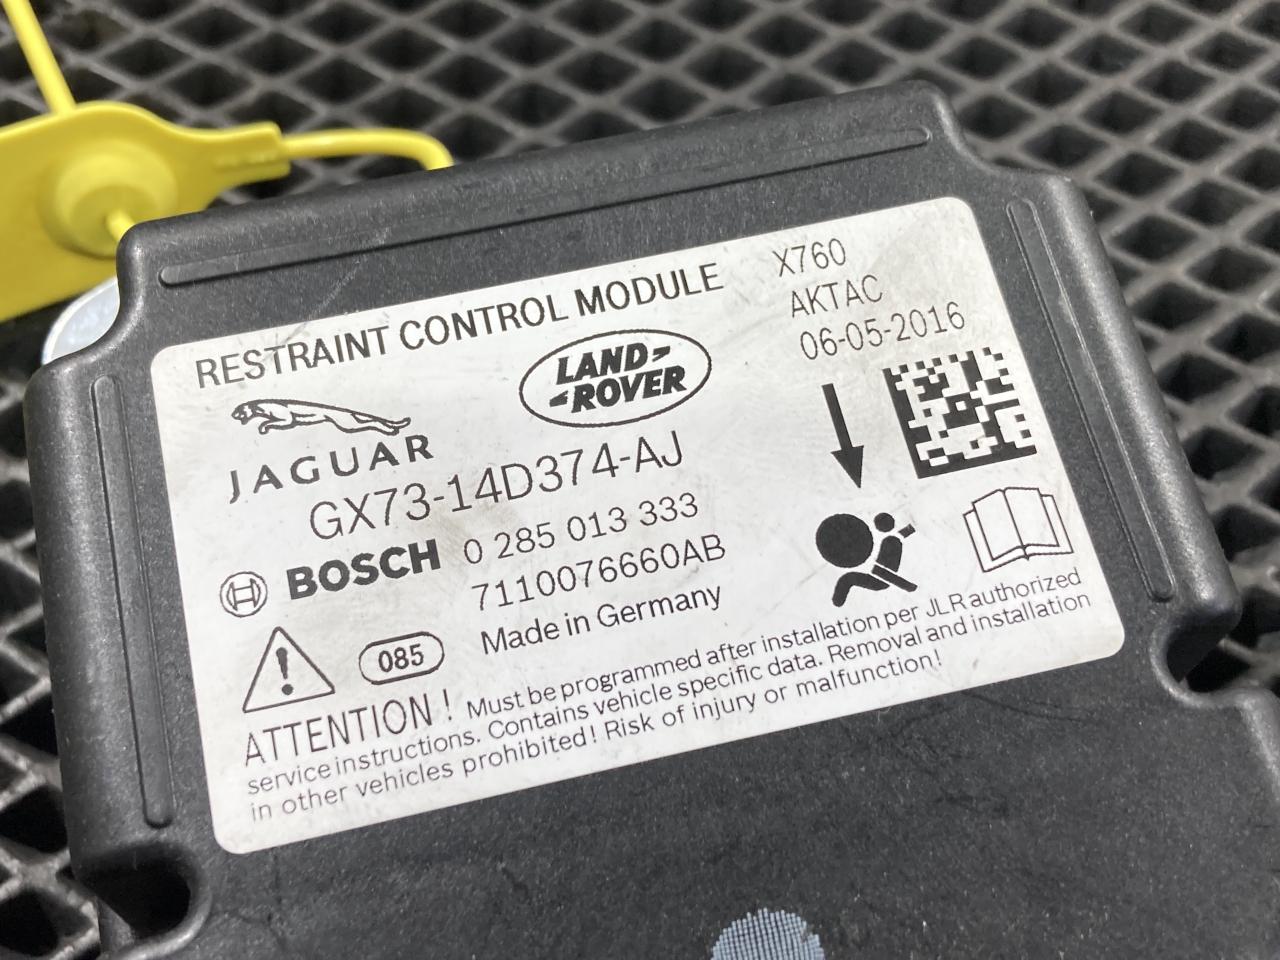 RESTRAINT CONTROL MODULE
X760
AKTAC
06-05-2016
LAND
ROVER
JAGUAR
GX73-14D374-AJ
BOSCH 0 285 013 333
7110076660AB
085
Made in Germany
ATTENTION! Must be programmed after installation per JLR authorized
service instructions. Contains vehicle specific data. Removal and installation
in other vehicles prohibited! Risk of injury or malfunction!